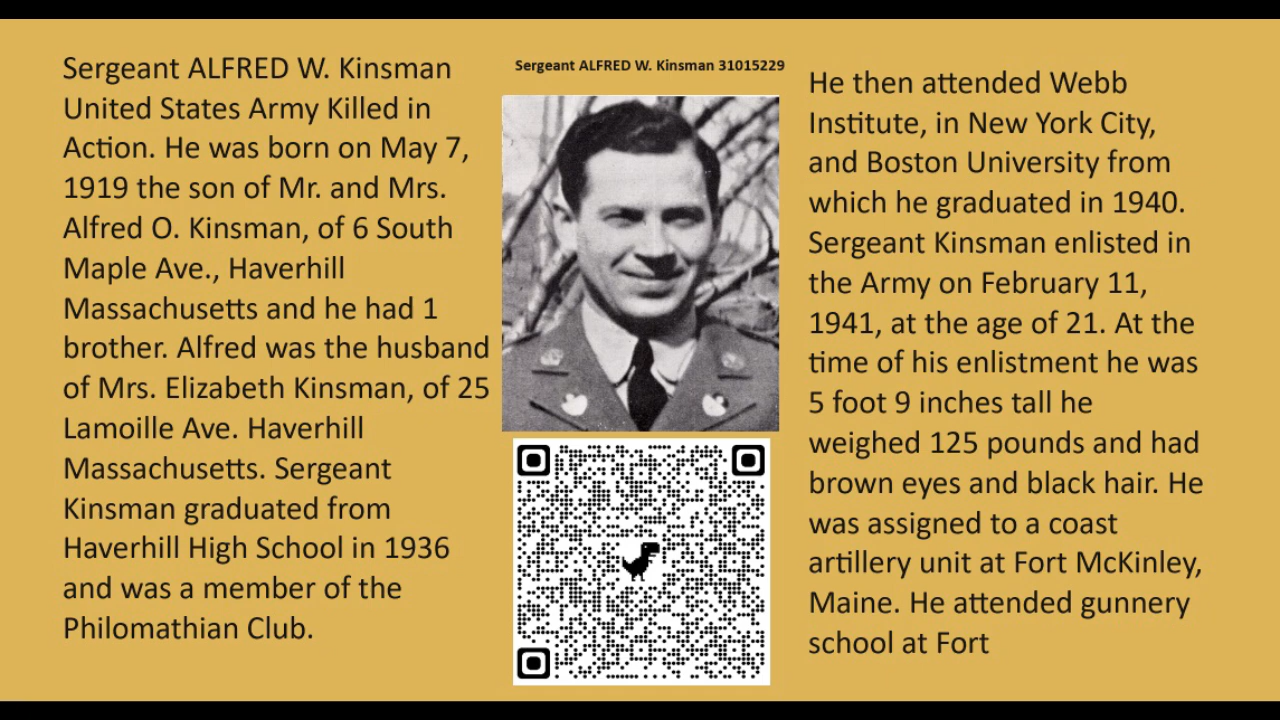 Sergeant ALFRED W. Kinsman
United States Army Killed in
Action. He was born on May 7,
1919 the son of Mr. and Mrs.
Alfred O. Kinsman, of 6 South
Maple Ave., Haverhill
Massachusetts and he had 1
brother. Alfred was the husband
of Mrs. Elizabeth Kinsman, of 25
Lamoille Ave. Haverhill
Massachusetts. Sergeant
Kinsman graduated from
Haverhill High School in 1936
and was a member of the
Philomathian Club.
Sergeant ALFRED W. Kinsman 31015229
He then attended Webb
Institute, in New York City,
and Boston University from
which he graduated in 1940.
Sergeant Kinsman enlisted in
the Army on February 11,
1941, at the age of 21. At the
time of his enlistment he was
5 foot 9 inches tall he
weighed 125 pounds and had
brown eyes and black hair. He
was assigned to a coast
artillery unit at Fort McKinley,
Maine. He attended gunnery
school at Fort